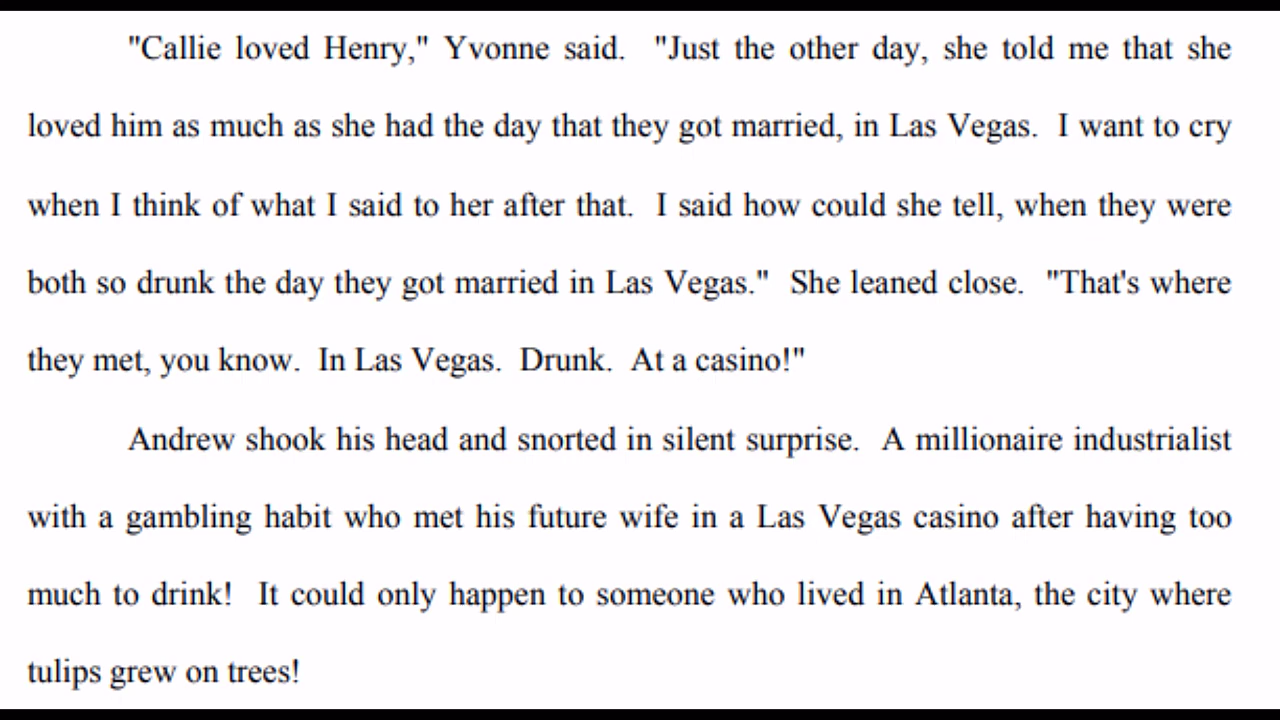 "Callie loved Henry," Yvonne said.  "Just the other day, she told me that she
loved him as much as she had the day that they got married, in Las Vegas.  I want to cry
when I think of what I said to her after that.  I said how could she tell, when they were
both so drunk the day they got married in Las Vegas."  She leaned close.  "That's where
they met, you know.  In Las Vegas.  Drunk.  At a casino!"
Andrew shook his head and snorted in silent surprise.  A millionaire industrialist
with a gambling habit who met his future wife in a Las Vegas casino after having too
much to drink!  It could only happen to someone who lived in Atlanta, the city where
tulips grew on trees!